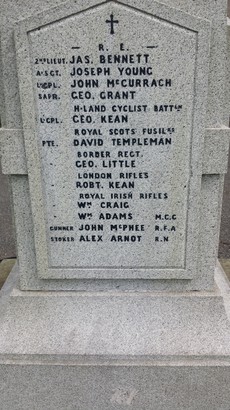 — R. E. —
2ND LIEUT. JAS. BENNETT
A/SGT. JOSEPH YOUNG
L/CPL. JOHN McCURRACH
SAPR. GEO. GRANT
H-LAND CYCLIST BATTLN
L/CPL. GEO. KEAN
ROYAL SCOTS FUSILRS
PTE. DAVID TEMPLEMAN
BORDER REGT.
" GEO. LITTLE
LONDON RIFLES
" ROBT. KEAN
ROYAL IRISH RIFLES
" WM CRAIG
" WM ADAMS M.G.C
GUNNER JOHN McPHEE R.F.A
STOKER ALEX ARNOT R.N